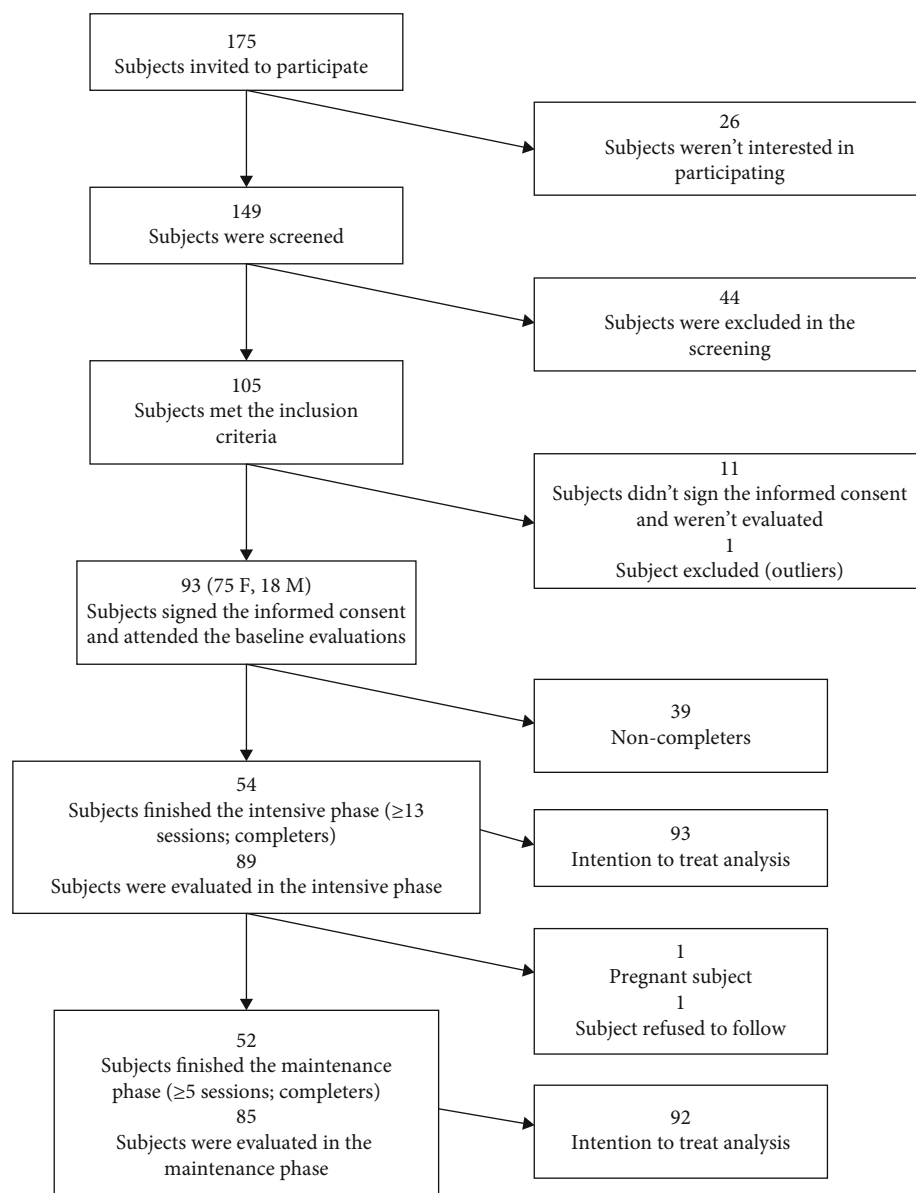 175
Subjects invited to participate
26
Subjects weren't interested in
participating
149
Subjects were screened
44
Subjects were excluded in the
screening
105
Subjects met the inclusion
criteria
11
Subjects didn't sign the informed consent
and weren't evaluated
1
Subject excluded (outliers)
93 (75 F, 18 M)
Subjects signed the informed consent
and attended the baseline evaluations
39
Non-completers
54
Subjects finished the intensive phase (≥13
sessions; completers)
89
Subjects were evaluated in the intensive phase
93
Intention to treat analysis
1
Pregnant subject
1
Subject refused to follow
52
Subjects finished the maintenance
phase (≥5 sessions; completers)
85
Subjects were evaluated in the
maintenance phase
92
Intention to treat analysis